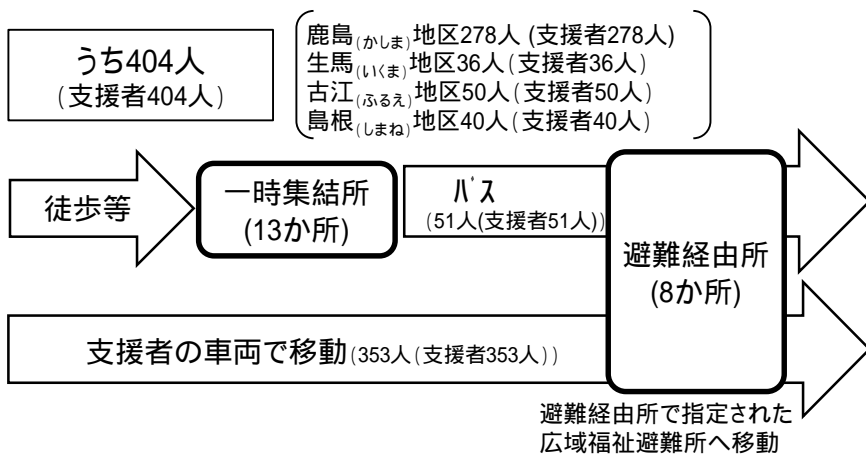 うち404人
(支援者404人)
鹿島(かしま)地区278人 (支援者278人)
生馬(いくま)地区36人(支援者36人)
古江(ふるえ)地区50人(支援者50人)
島根(しまね)地区40人(支援者40人)
徒歩等
一時集結所
(13か所)
バス
(51人(支援者51人))
避難経由所
(8か所)
支援者の車両で移動(353人(支援者353人))
避難経由所で指定された
広域福祉避難所へ移動